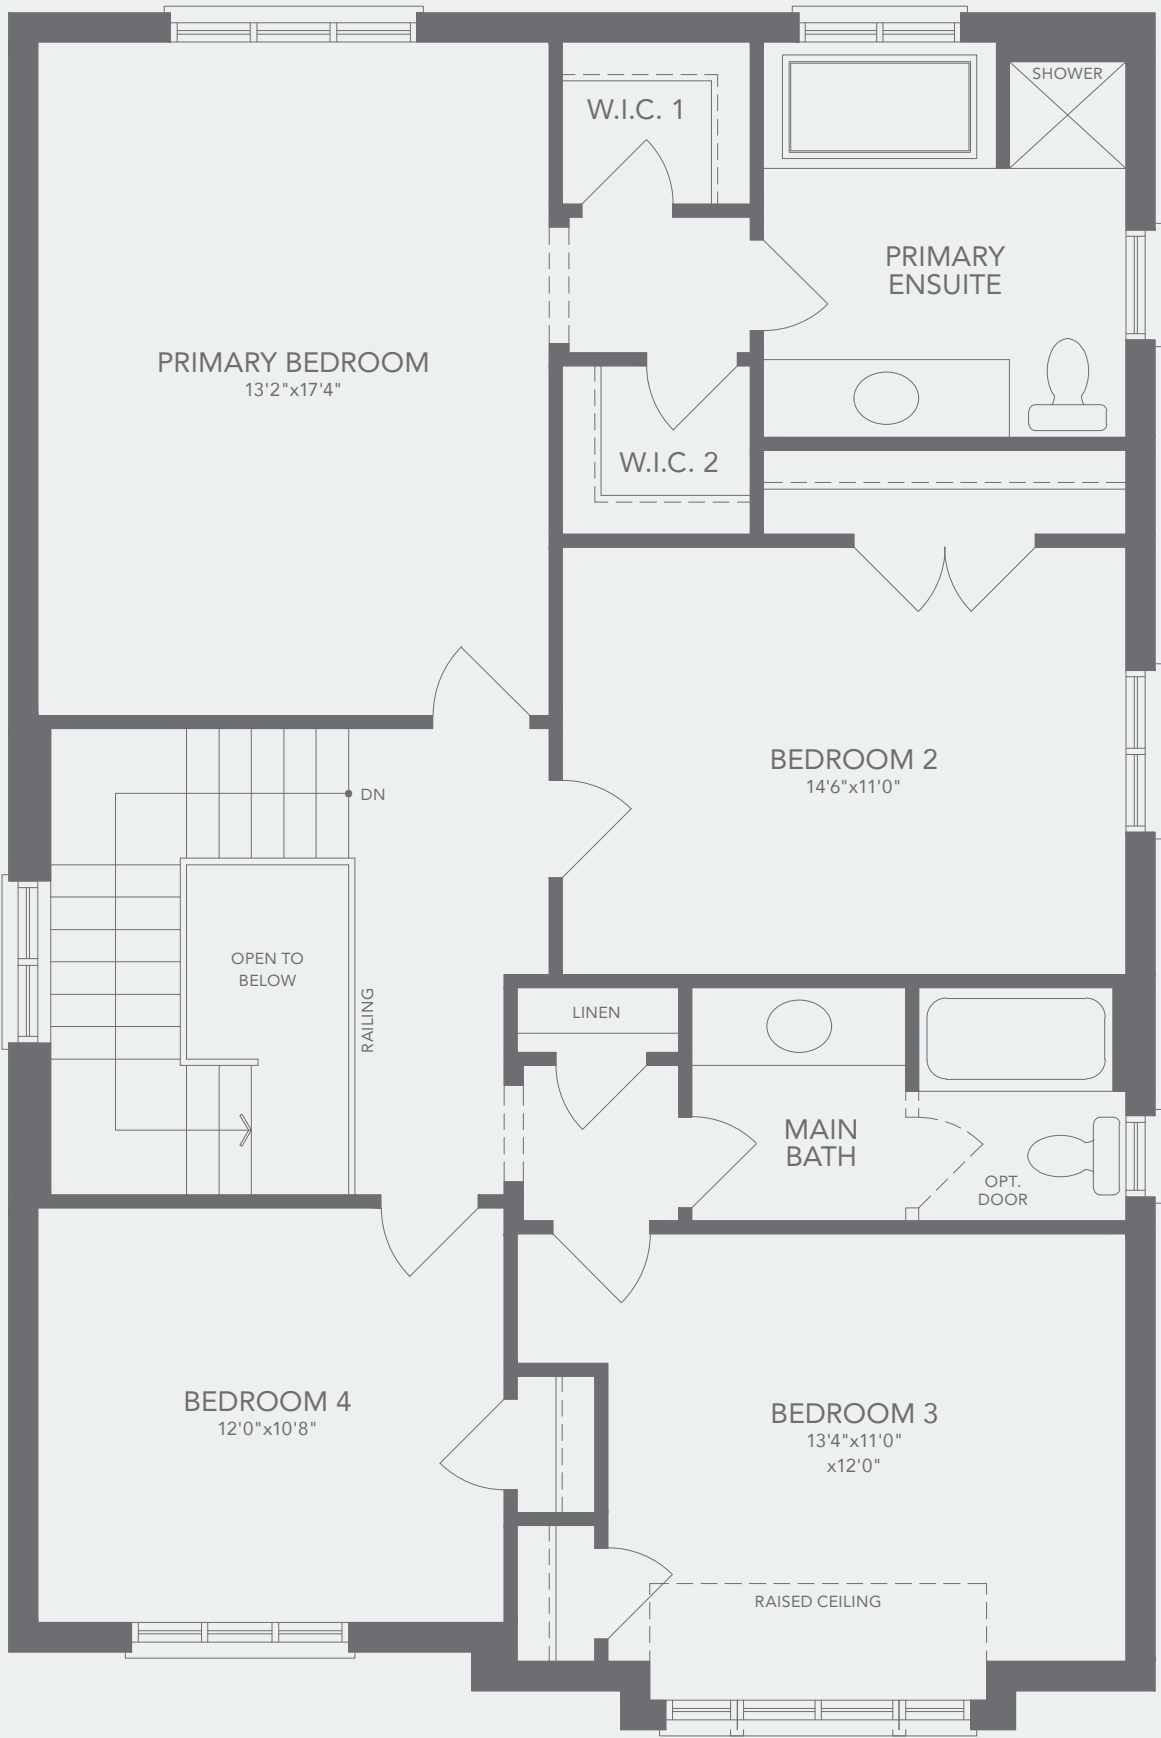 SHOWER
W.I.C. 1
PRIMARY
ENSUITE
PRIMARY BEDROOM
13'2"x17'4"
W.I.C. 2
BEDROOM 2
14'6"x11'0"
DN
OPEN TO
BELOW
RAILING
LINEN
MAIN
BATH
OPT.
DOOR
BEDROOM 4
12'0"x10'8"
BEDROOM 3
13'4"x11'0"
x12'0"
RAISED CEILING